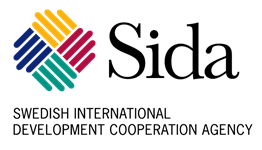 Sida
SWEDISH INTERNATIONAL
DEVELOPMENT COOPERATION AGENCY